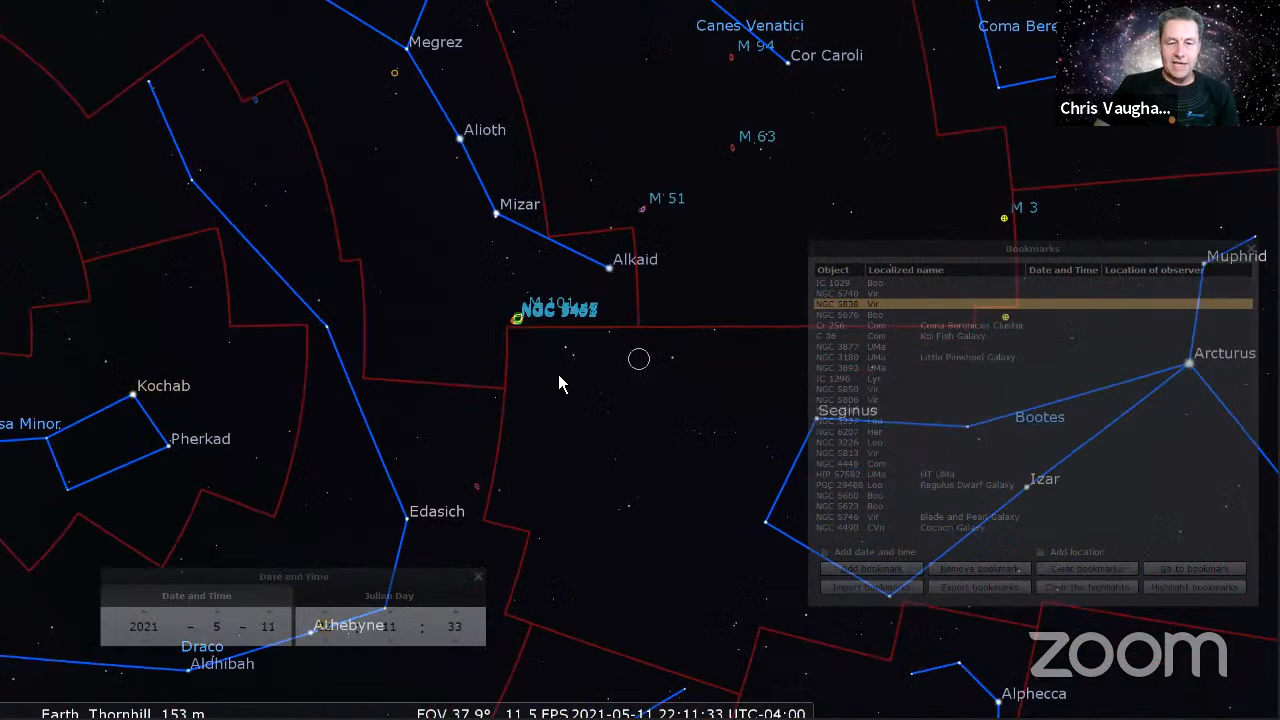 Megrez
Canes Venatici
M 94
Cor Caroli
Coma Bere
Chris Vaugha...
Alioth
M 63
Mizar
M 51
M 3
Alkaid
Muphrid
M 101
Bookmarks
Object Localized name Date and Time Location of observer
IC 1029 Boo
NGC 5740 Vir
NGC 5838 Vir
NGC 5676 Boo
Cr 256 Com Coma Berenices Cluster
C 36 Com Koi Fish Galaxy
NGC 3877 UMa
NGC 3180 UMa Little Pinwheel Galaxy
NGC 3893 UMa
IC 1296 Lyr
NGC 5850 Vir
NGC 5806 Vir
Leo
NGC 6207 Her
NGC 3226 Leo
NGC 5813 Vir
NGC 4448 Com
HIP 57582 UMa HT UMa
PGC 29488 Leo Regulus Dwarf Galaxy
NGC 5660 Boo
NGC 5673 Boo
NGC 5746 Vir Blade and Pearl Galaxy
NGC 4490 CVn Cocoon Galaxy
Add date and time Add location
Add bookmark Remove bookmark Clear bookmarks Go to bookmark
Import bookmarks Export bookmarks Clear the highlights Highlight bookmarks
Arcturus
Seginus
Bootes
Izar
Kochab
sa Minor
Pherkad
Edasich
Date and Time
Date and Time Julian Day
2021 - 5 - 11 11 : 33
Athebyne
Draco
Aldhibah
zoom
Alphecca
Earth, Thornhill, 153 m FOV 37.9° 11.5 FPS 2021-05-11 22:11:33 UTC-04:00